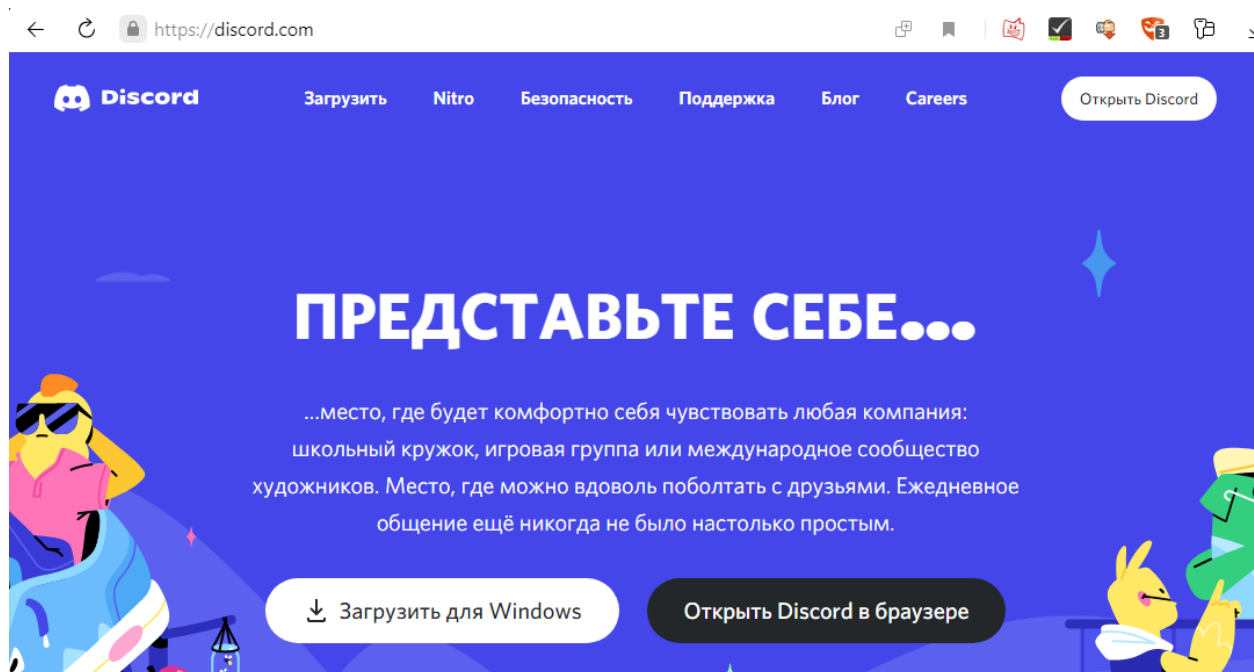 https://discord.com
3
Discord Загрузить Nitro Безопасность Поддержка Блог Careers Открыть Discord
ПРЕДСТАВЬТЕ СЕБЕ...
...место, где будет комфортно себя чувствовать любая компания:
школьный кружок, игровая группа или международное сообщество
художников. Место, где можно вдоволь поболтать с друзьями. Ежедневное
общение ещё никогда не было настолько простым.
Загрузить для Windows Открыть Discord в браузере